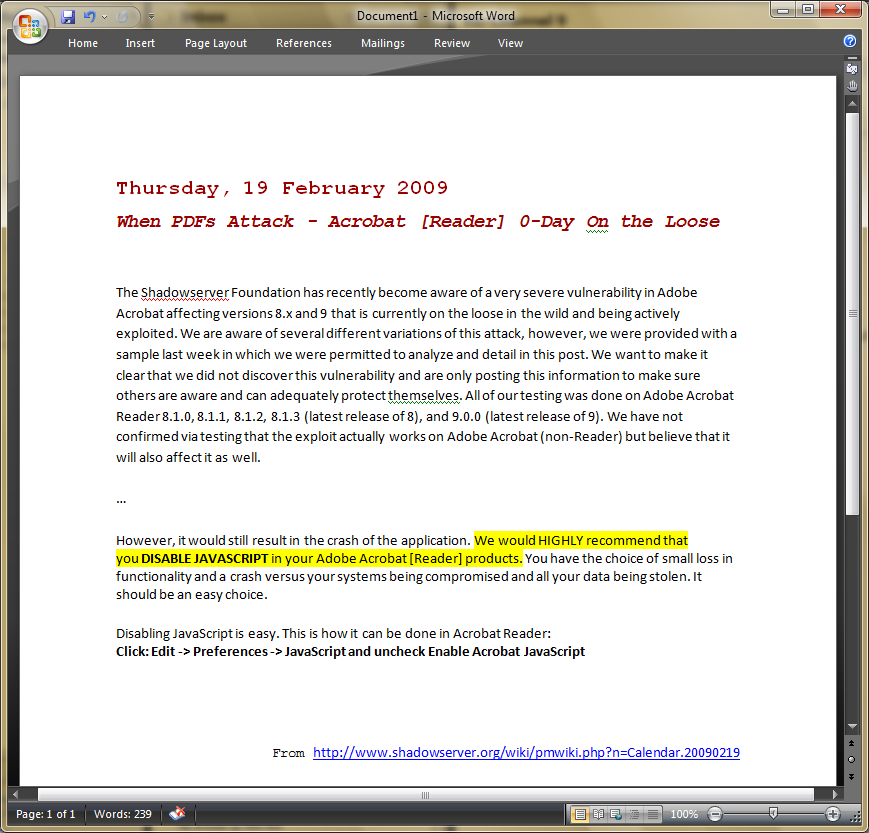 Document1 - Microsoft Word
Home Insert Page Layout References Mailings Review View
Thursday, 19 February 2009
When PDFs Attack - Acrobat [Reader] 0-Day On the Loose
The Shadowserver Foundation has recently become aware of a very severe vulnerability in Adobe
Acrobat affecting versions 8.x and 9 that is currently on the loose in the wild and being actively
exploited. We are aware of several different variations of this attack, however, we were provided with a
sample last week in which we were permitted to analyze and detail in this post. We want to make it
clear that we did not discover this vulnerability and are only posting this information to make sure
others are aware and can adequately protect themselves. All of our testing was done on Adobe Acrobat
Reader 8.1.0, 8.1.1, 8.1.2, 8.1.3 (latest release of 8), and 9.0.0 (latest release of 9). We have not
confirmed via testing that the exploit actually works on Adobe Acrobat (non-Reader) but believe that it
will also affect it as well.
...
However, it would still result in the crash of the application. We would HIGHLY recommend that
you DISABLE JAVASCRIPT in your Adobe Acrobat [Reader] products. You have the choice of small loss in
functionality and a crash versus your systems being compromised and all your data being stolen. It
should be an easy choice.
Disabling JavaScript is easy. This is how it can be done in Acrobat Reader:
Click: Edit -> Preferences -> JavaScript and uncheck Enable Acrobat JavaScript
From http://www.shadowserver.org/wiki/pmwiki.php?n=Calendar.20090219
Page: 1 of 1 Words: 239 100%